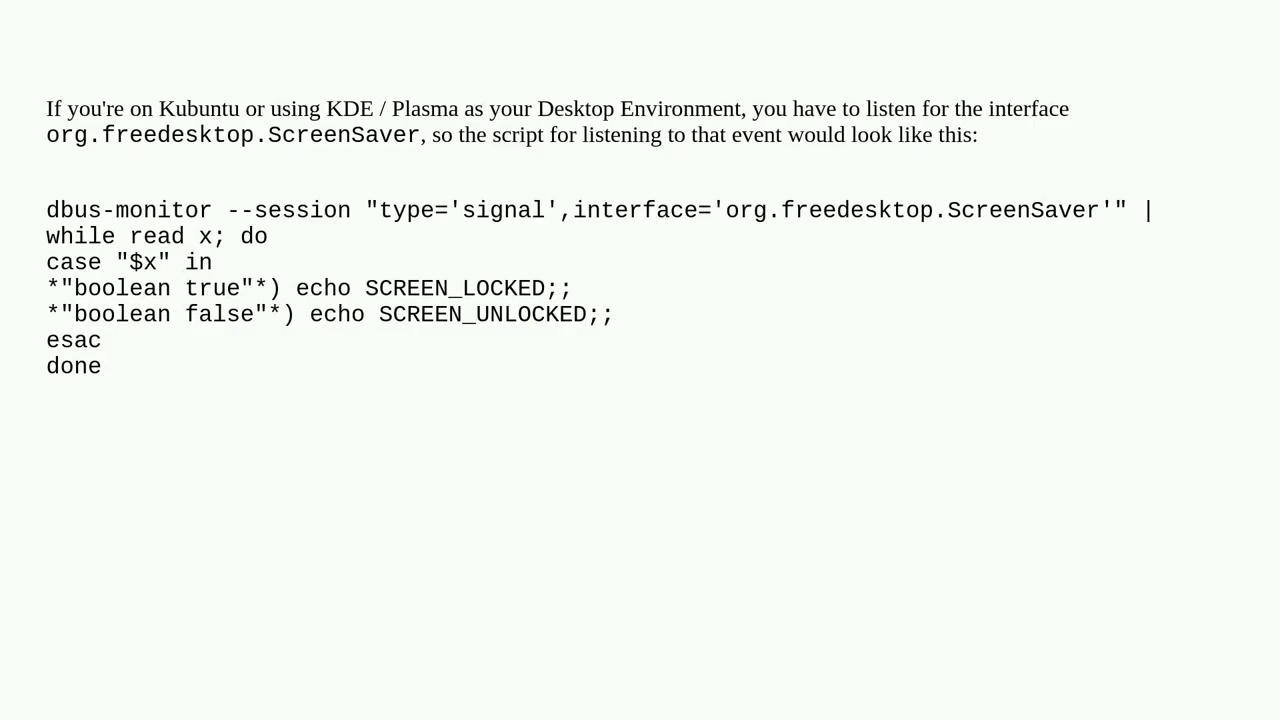 If you're on Kubuntu or using KDE / Plasma as your Desktop Environment, you have to listen for the interface
org.freedesktop.ScreenSaver, so the script for listening to that event would look like this:
dbus-monitor --session "type='signal',interface='org.freedesktop.ScreenSaver'" |
while read x; do
case "$x" in
*"boolean true"*) echo SCREEN_LOCKED;;
*"boolean false"*) echo SCREEN_UNLOCKED;;
esac
done